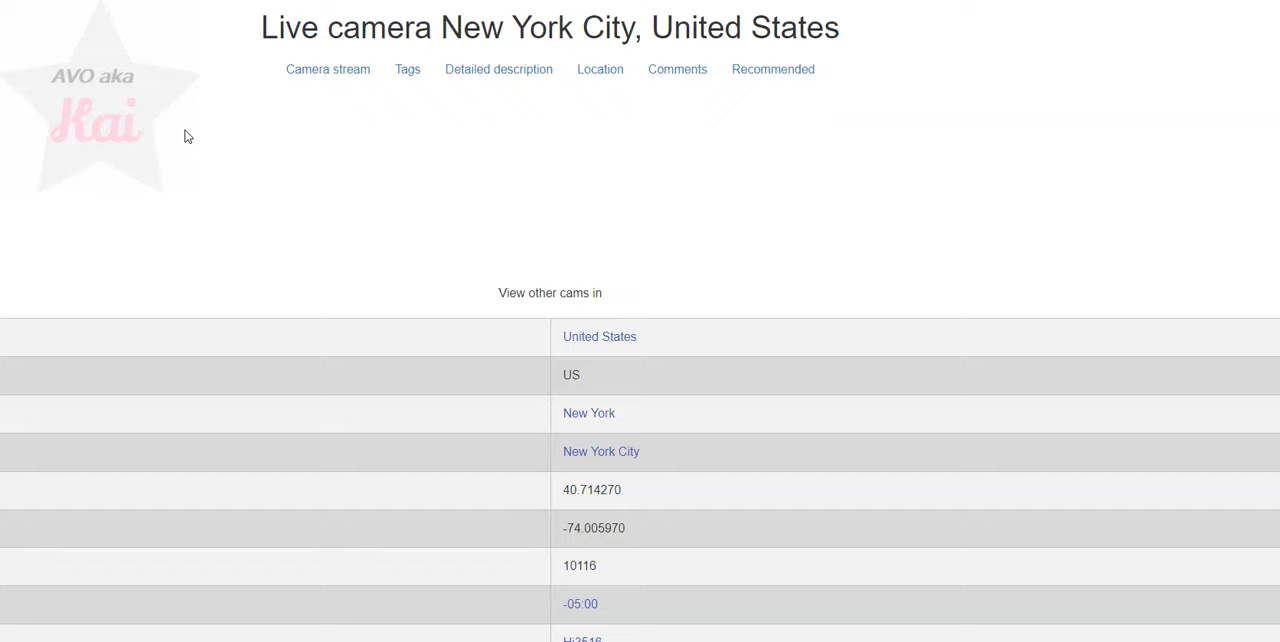 Live camera New York City, United States
Camera stream Tags Detailed description Location Comments Recommended
AVO aka
Kai
View other cams in
United States
US
New York
New York City
40.714270
-74.005970
10116
-05:00
Hi3516